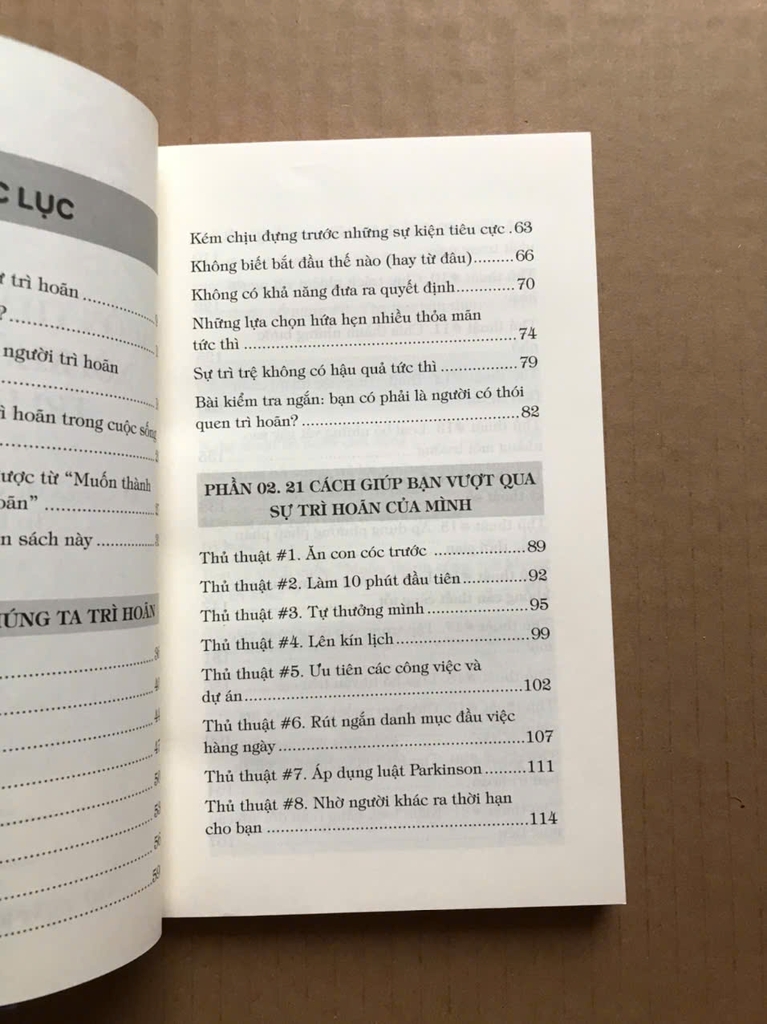 LỤC
trì hoãn
người trì hoãn
hoãn trong cuộc sống
được từ “Muốn thành
sách này
TA TRÌ HOÃN
Kém chịu đựng trước những sự kiện tiêu cực .63
Không biết bắt đầu thế nào (hay từ đâu).........66
Không có khả năng đưa ra quyết định.............70
Những lựa chọn hứa hẹn nhiều thỏa mãn
tức thì ..................................................74
Sự trì trệ không có hậu quả tức thì ................79
Bài kiểm tra ngắn: bạn có phải là người có thói
quen trì hoãn? ........................................82
PHẦN 02. 21 CÁCH GIÚP BẠN VƯỢT QUA
SỰ TRÌ HOÃN CỦA MÌNH
Thủ thuật #1. Ăn con cóc trước ....................89
Thủ thuật #2. Làm 10 phút đầu tiên..............92
Thủ thuật #3. Tự thưởng mình .....................95
Thủ thuật #4. Lên kín lịch...........................99
Thủ thuật #5. Ưu tiên các công việc và
dự án...................................................102
Thủ thuật #6. Rút ngắn danh mục đầu việc
hàng ngày..............................................107
Thủ thuật #7. Áp dụng luật Parkinson.........111
Thủ thuật #8. Nhờ người khác ra thời hạn
cho bạn ................................................114